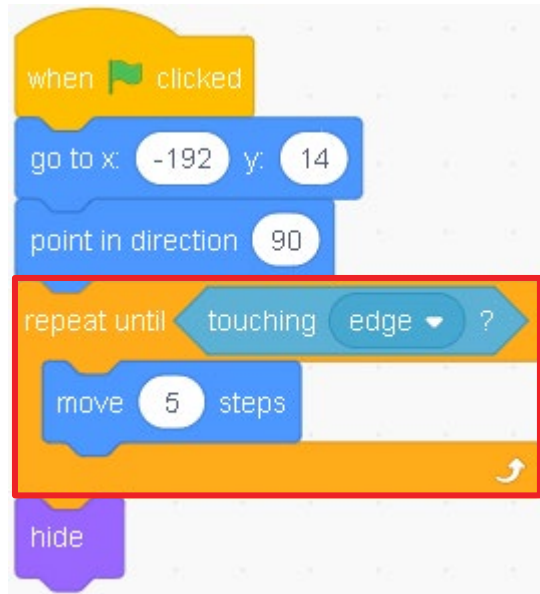 when clicked
go to x: -192 y: 14
point in direction 90
repeat until touching edge ?
move 5 steps
hide